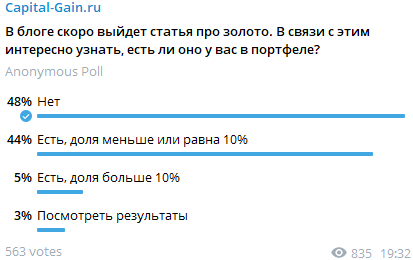 Capital-Gain.ru
В блоге скоро выйдет статья про золото. В связи с этим
интересно узнать, есть ли оно у вас в портфеле?
Anonymous Poll
48% Нет
44% Есть, доля меньше или равна 10%
5% Есть, доля больше 10%
3% Посмотреть результаты
563 votes 835 19:32